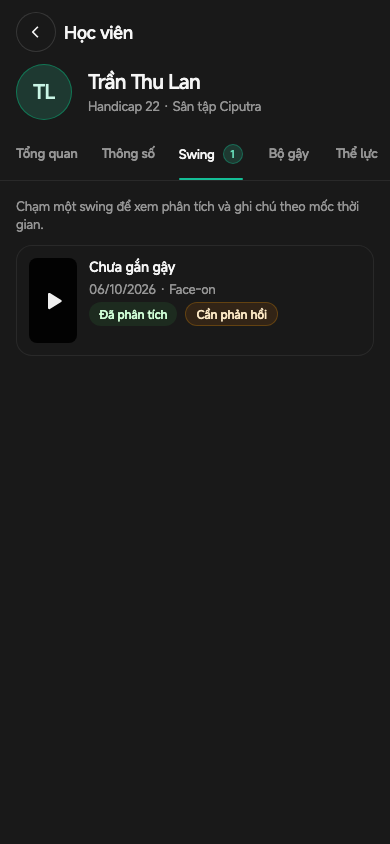 Học viên
TL
Trần Thu Lan
Handicap 22 · Sân tập Ciputra
Tổng quan Thông số Swing 1 Bộ gậy Thể lực
Chạm một swing để xem phân tích và ghi chú theo mốc thời
gian.
Chưa gắn gậy
06/10/2026 · Face-on
Đã phân tích Cần phản hồi